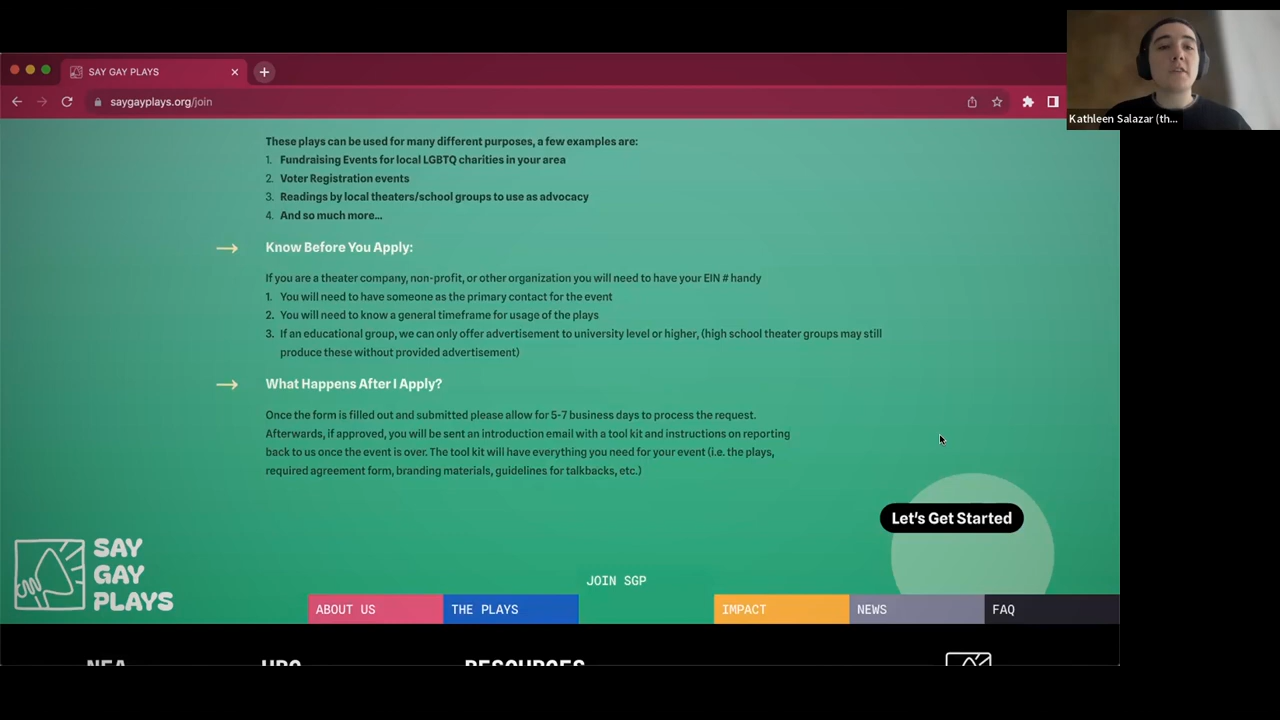 SAY GAY PLAYS
saygayplays.org/join
Kathleen Salazar (th...
These plays can be used for many different purposes, a few examples are:
1. Fundraising Events for local LGBTQ charities in your area
2. Voter Registration events
3. Readings by local theaters/school groups to use as advocacy
4. And so much more...
Know Before You Apply:
If you are a theater company, non-profit, or other organization you will need to have your EIN # handy
1. You will need to have someone as the primary contact for the event
2. You will need to know a general timeframe for usage of the plays
3. If an educational group, we can only offer advertisement to university level or higher, (high school theater groups may still
produce these without provided advertisement)
What Happens After I Apply?
Once the form is filled out and submitted please allow for 5-7 business days to process the request.
Afterwards, if approved, you will be sent an introduction email with a tool kit and instructions on reporting
back to us once the event is over. The tool kit will have everything you need for your event (i.e. the plays,
required agreement form, branding materials, guidelines for talkbacks, etc.)
Let's Get Started
SAY
GAY
PLAYS
JOIN SGP
ABOUT US
THE PLAYS
IMPACT
NEWS
FAQ
RESOURCES